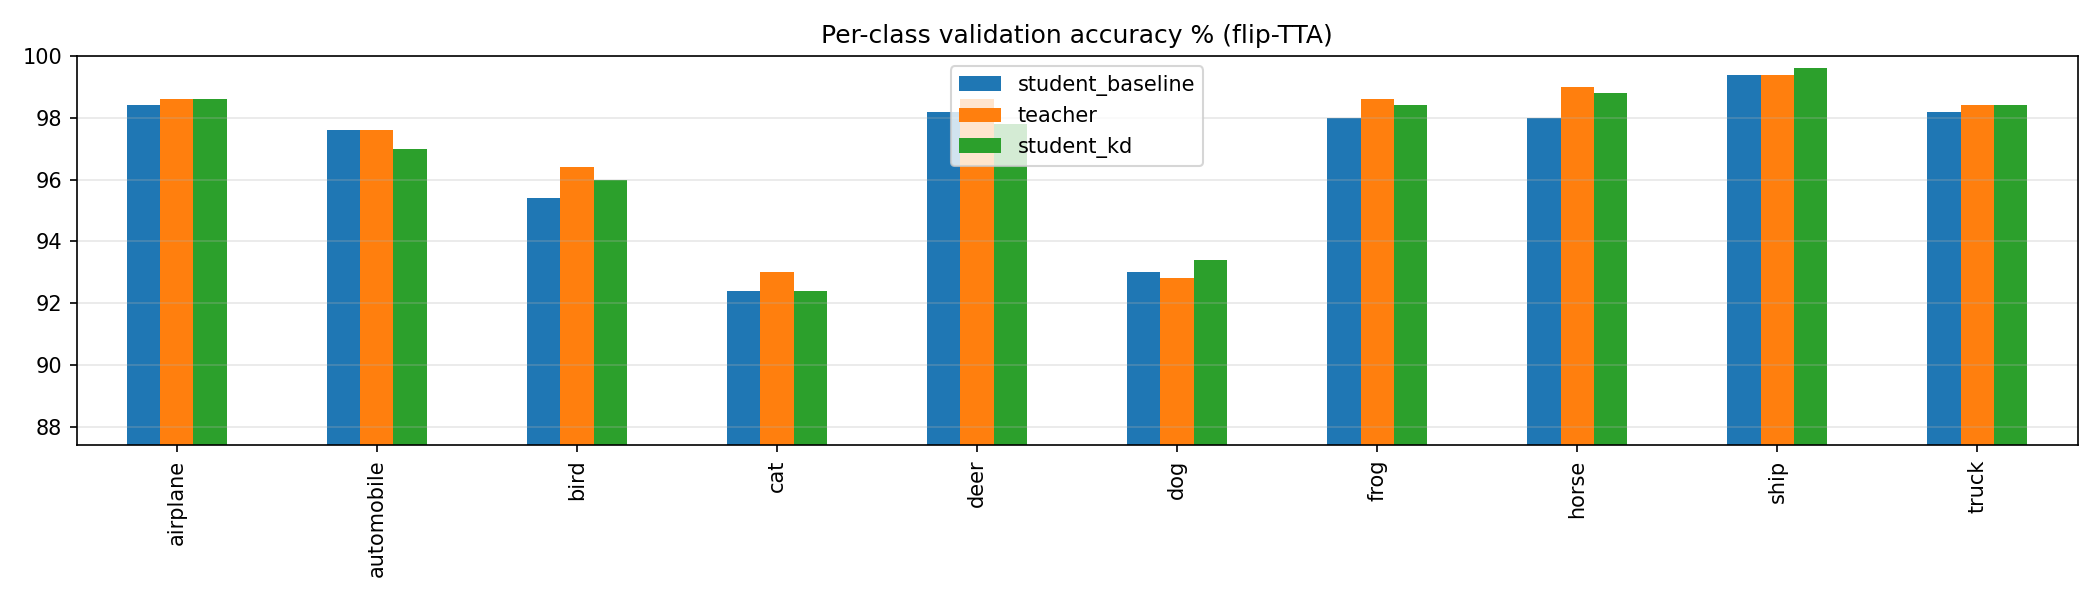 Per-class validation accuracy % (flip-TTA)
100
98
96
94
92
90
88
student_baseline
teacher
student_kd
airplane
automobile
bird
cat
deer
dog
frog
horse
ship
truck